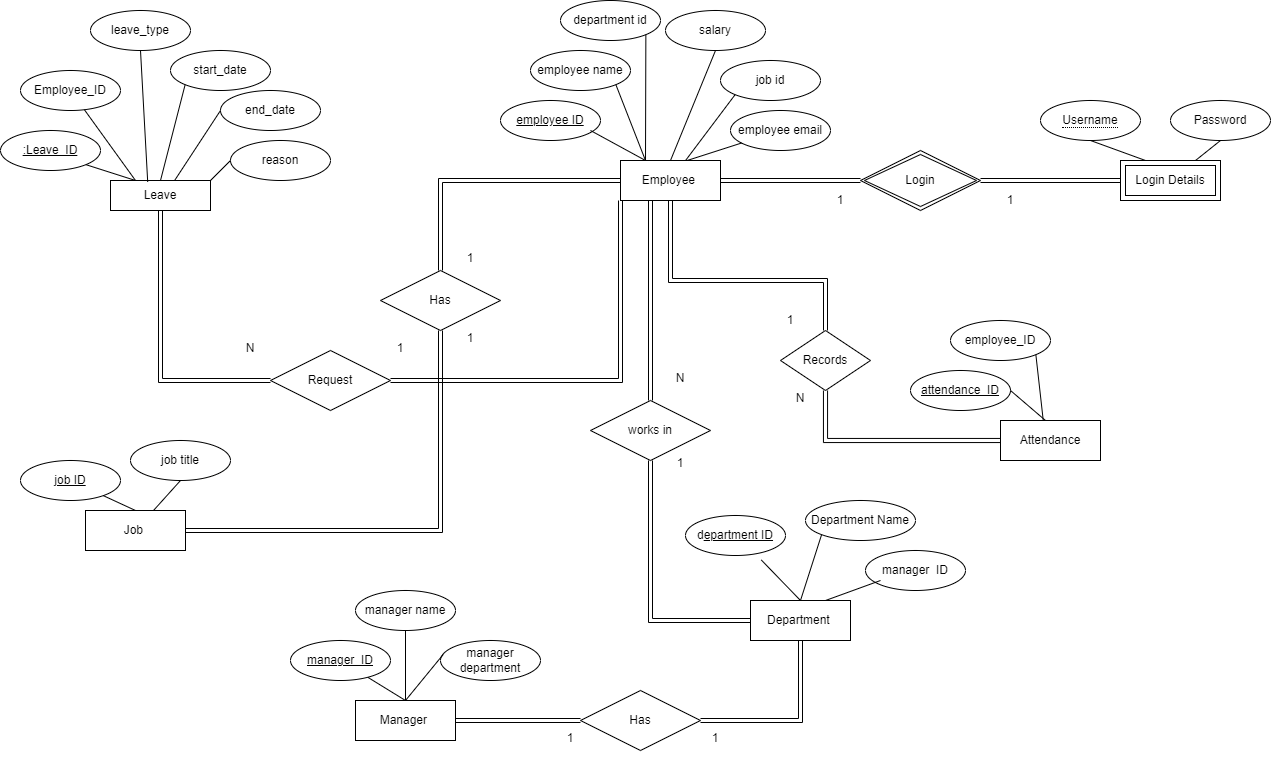 leave_type
start_date
Employee_ID
end_date
:Leave_ID
reason
Leave
department id
salary
employee name
job id
employee ID
employee email
Employee
Login
1
1
Username
Password
Login Details
1
Has
1
N
1
Request
1
Records
N
employee_ID
attendance_ID
Attendance
N
works in
1
job ID
job title
Job
department ID
Department Name
manager_ID
Department
manager name
manager_ID
manager
department
Manager
1
Has
1